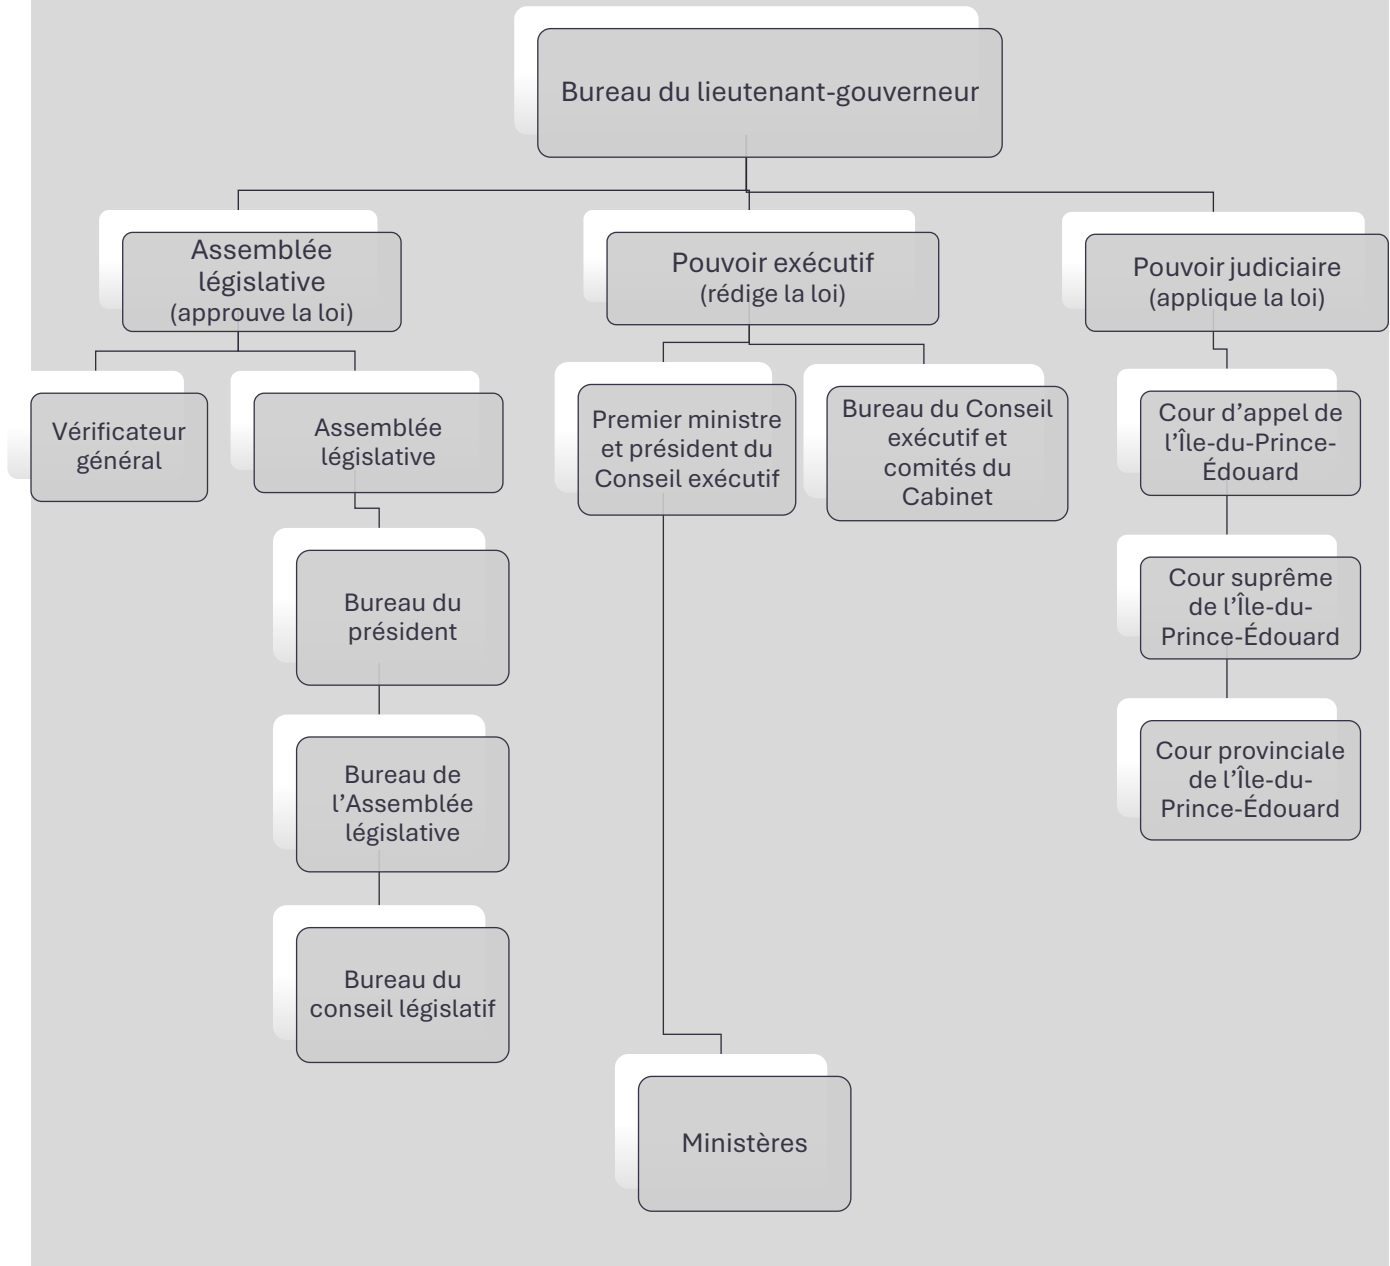 Bureau du lieutenant-gouverneur
Assemblée
législative
(approuve la loi)
Pouvoir exécutif
(rédige la loi)
Pouvoir judiciaire
(applique la loi)
Vérificateur
général
Assemblée
législative
Premier ministre
et président du
Conseil exécutif
Bureau du Conseil
exécutif et
comités du
Cabinet
Cour d’appel de
l’Île-du-Prince-
Édouard
Bureau du
président
Cour suprême
de l’Île-du-
Prince-Édouard
Bureau de
l’Assemblée
législative
Cour provinciale
de l’Île-du-
Prince-Édouard
Bureau du
conseil législatif
Ministères